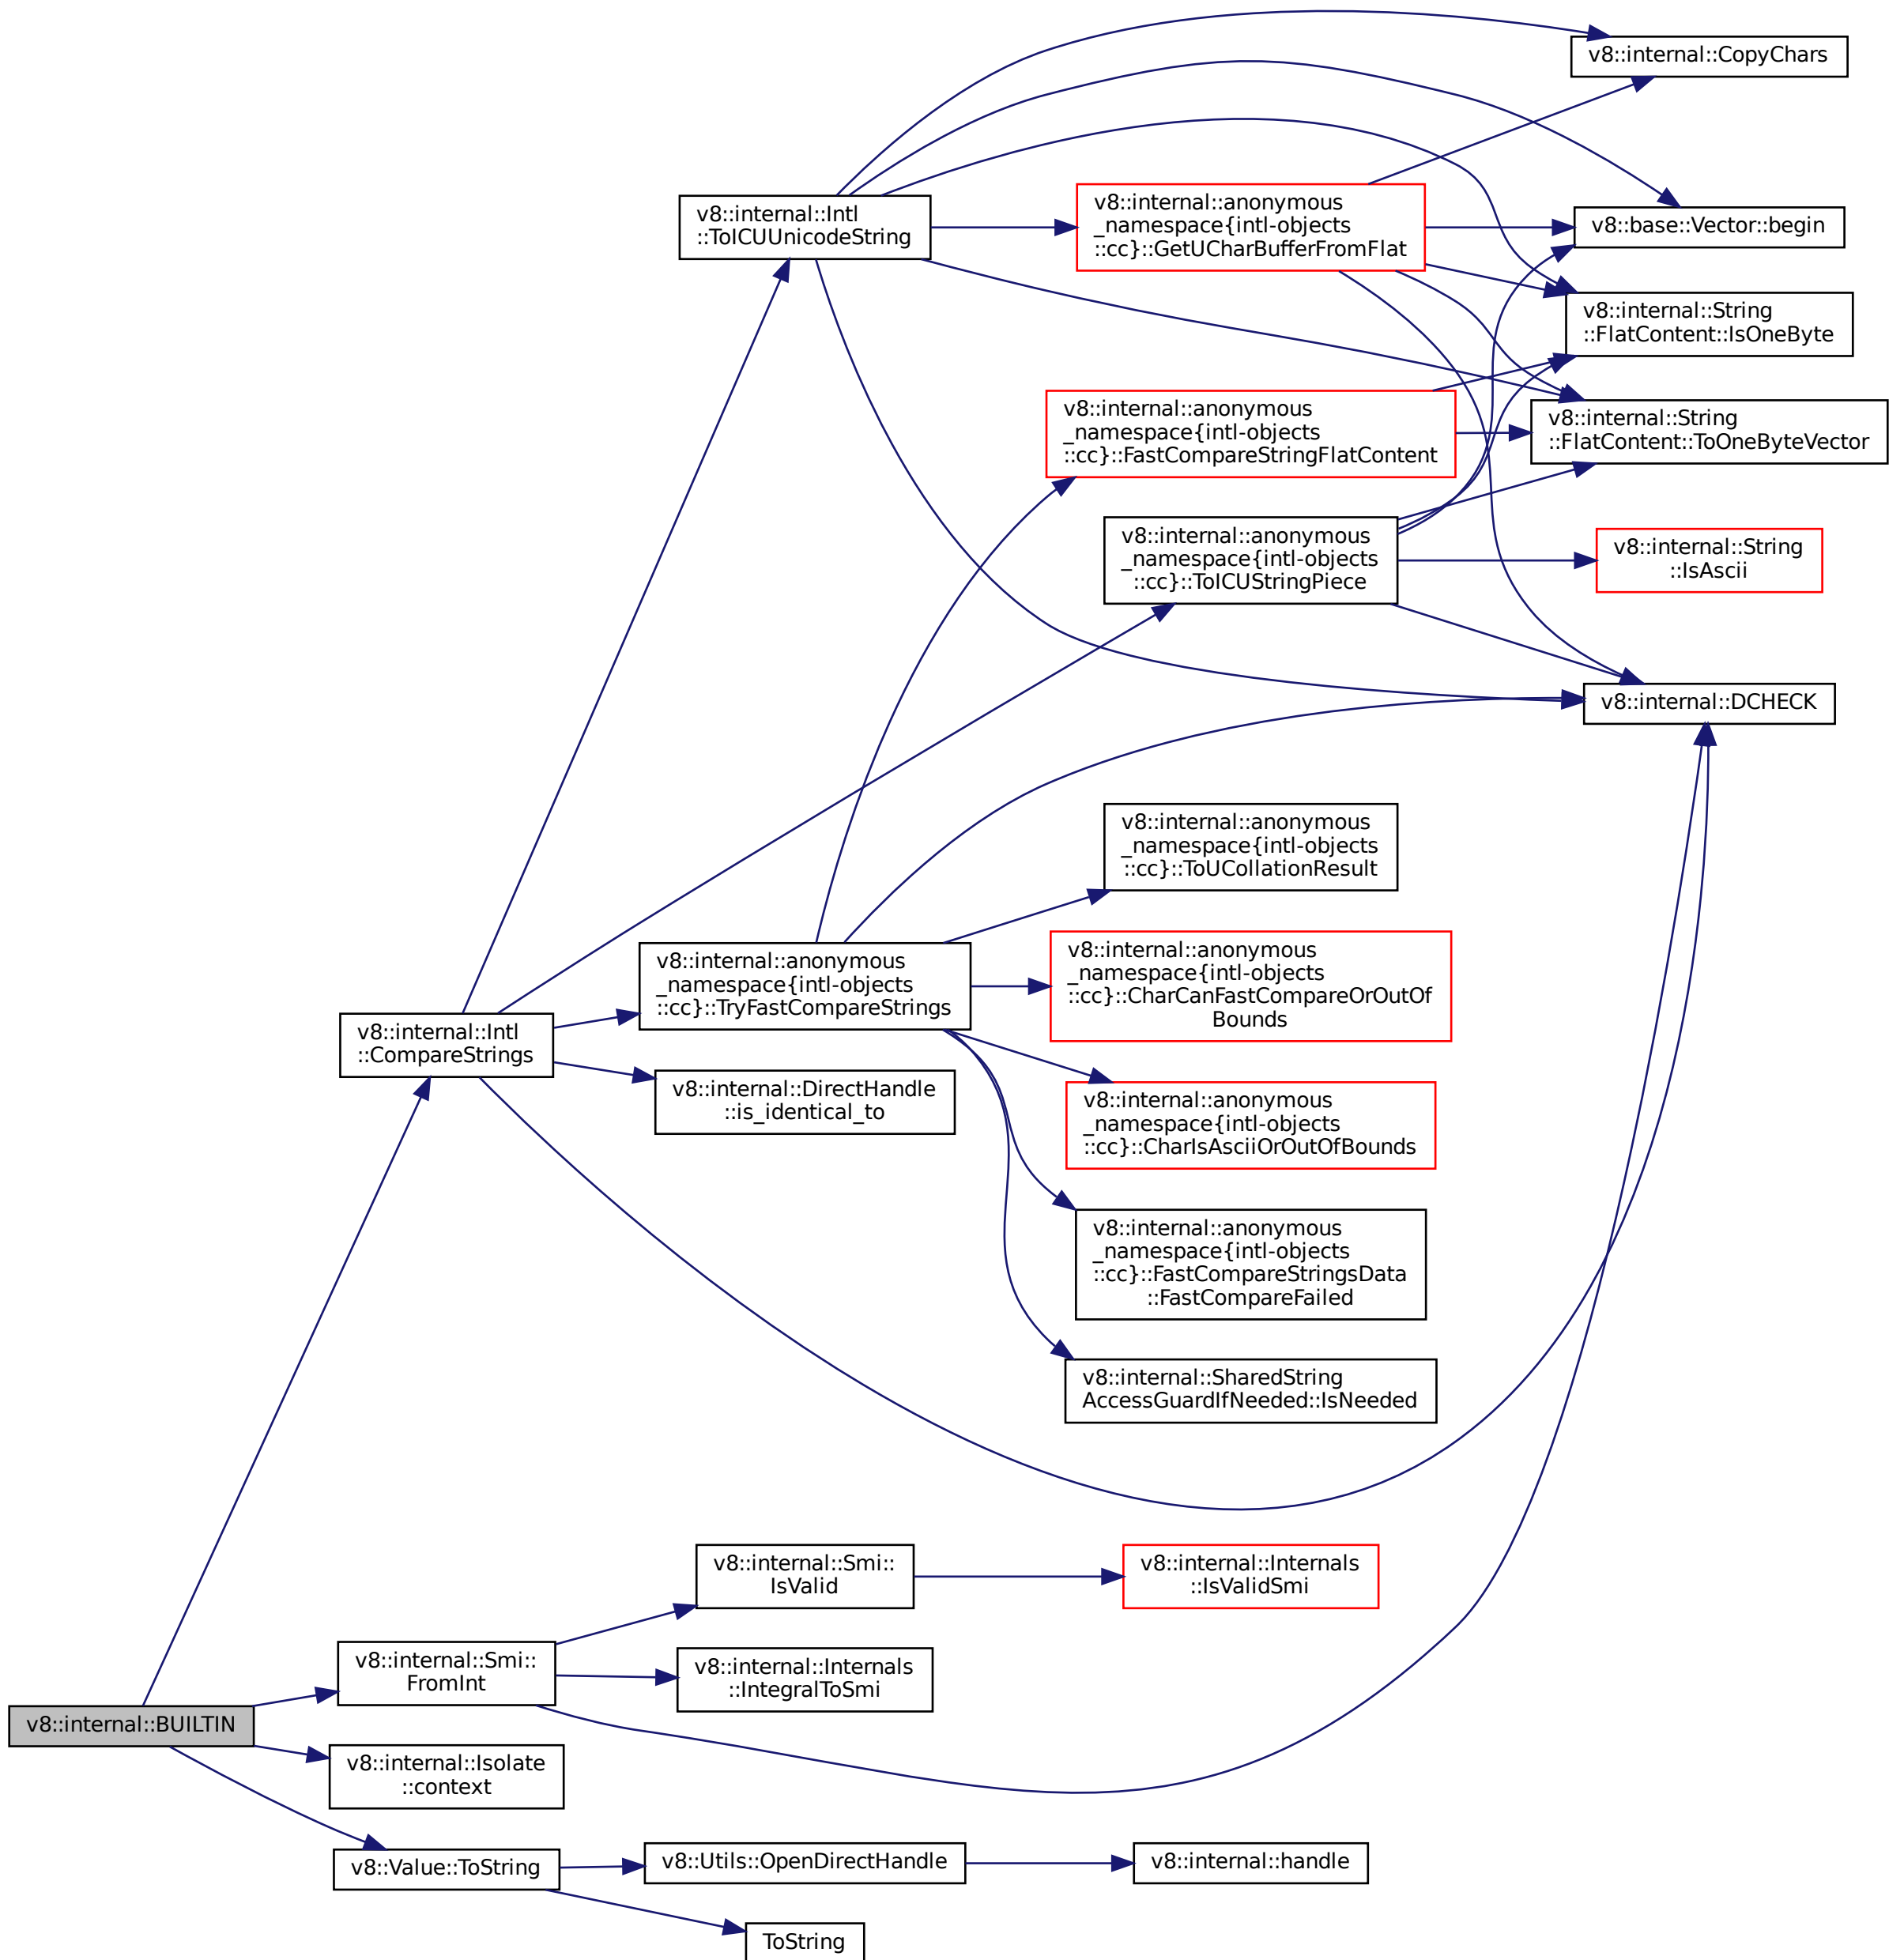 v8::internal::CopyChars
v8::internal::Intl
::ToICUUnicodeString
v8::internal::anonymous
_namespace{intl-objects
::cc}::GetUCharBufferFromFlat
v8::base::Vector::begin
v8::internal::String
::FlatContent::IsOneByte
v8::internal::anonymous
_namespace{intl-objects
::cc}::FastCompareStringFlatContent
v8::internal::String
::FlatContent::ToOneByteVector
v8::internal::anonymous
_namespace{intl-objects
::cc}::ToICUStringPiece
v8::internal::String
::IsAscii
v8::internal::DCHECK
v8::internal::anonymous
_namespace{intl-objects
::cc}::ToUCollationResult
v8::internal::anonymous
_namespace{intl-objects
::cc}::TryFastCompareStrings
v8::internal::anonymous
_namespace{intl-objects
::cc}::CharCanFastCompareOrOutOf
Bounds
v8::internal::Intl
::CompareStrings
v8::internal::DirectHandle
::is_identical_to
v8::internal::anonymous
_namespace{intl-objects
::cc}::CharIsAsciiOrOutOfBounds
v8::internal::anonymous
_namespace{intl-objects
::cc}::FastCompareStringsData
::FastCompareFailed
v8::internal::SharedString
AccessGuardIfNeeded::IsNeeded
v8::internal::Smi::
IsValid
v8::internal::Internals
::IsValidSmi
v8::internal::Smi::
FromInt
v8::internal::Internals
::IntegralToSmi
v8::internal::BUILTIN
v8::internal::Isolate
::context
v8::Value::ToString
v8::Utils::OpenDirectHandle
v8::internal::handle
ToString